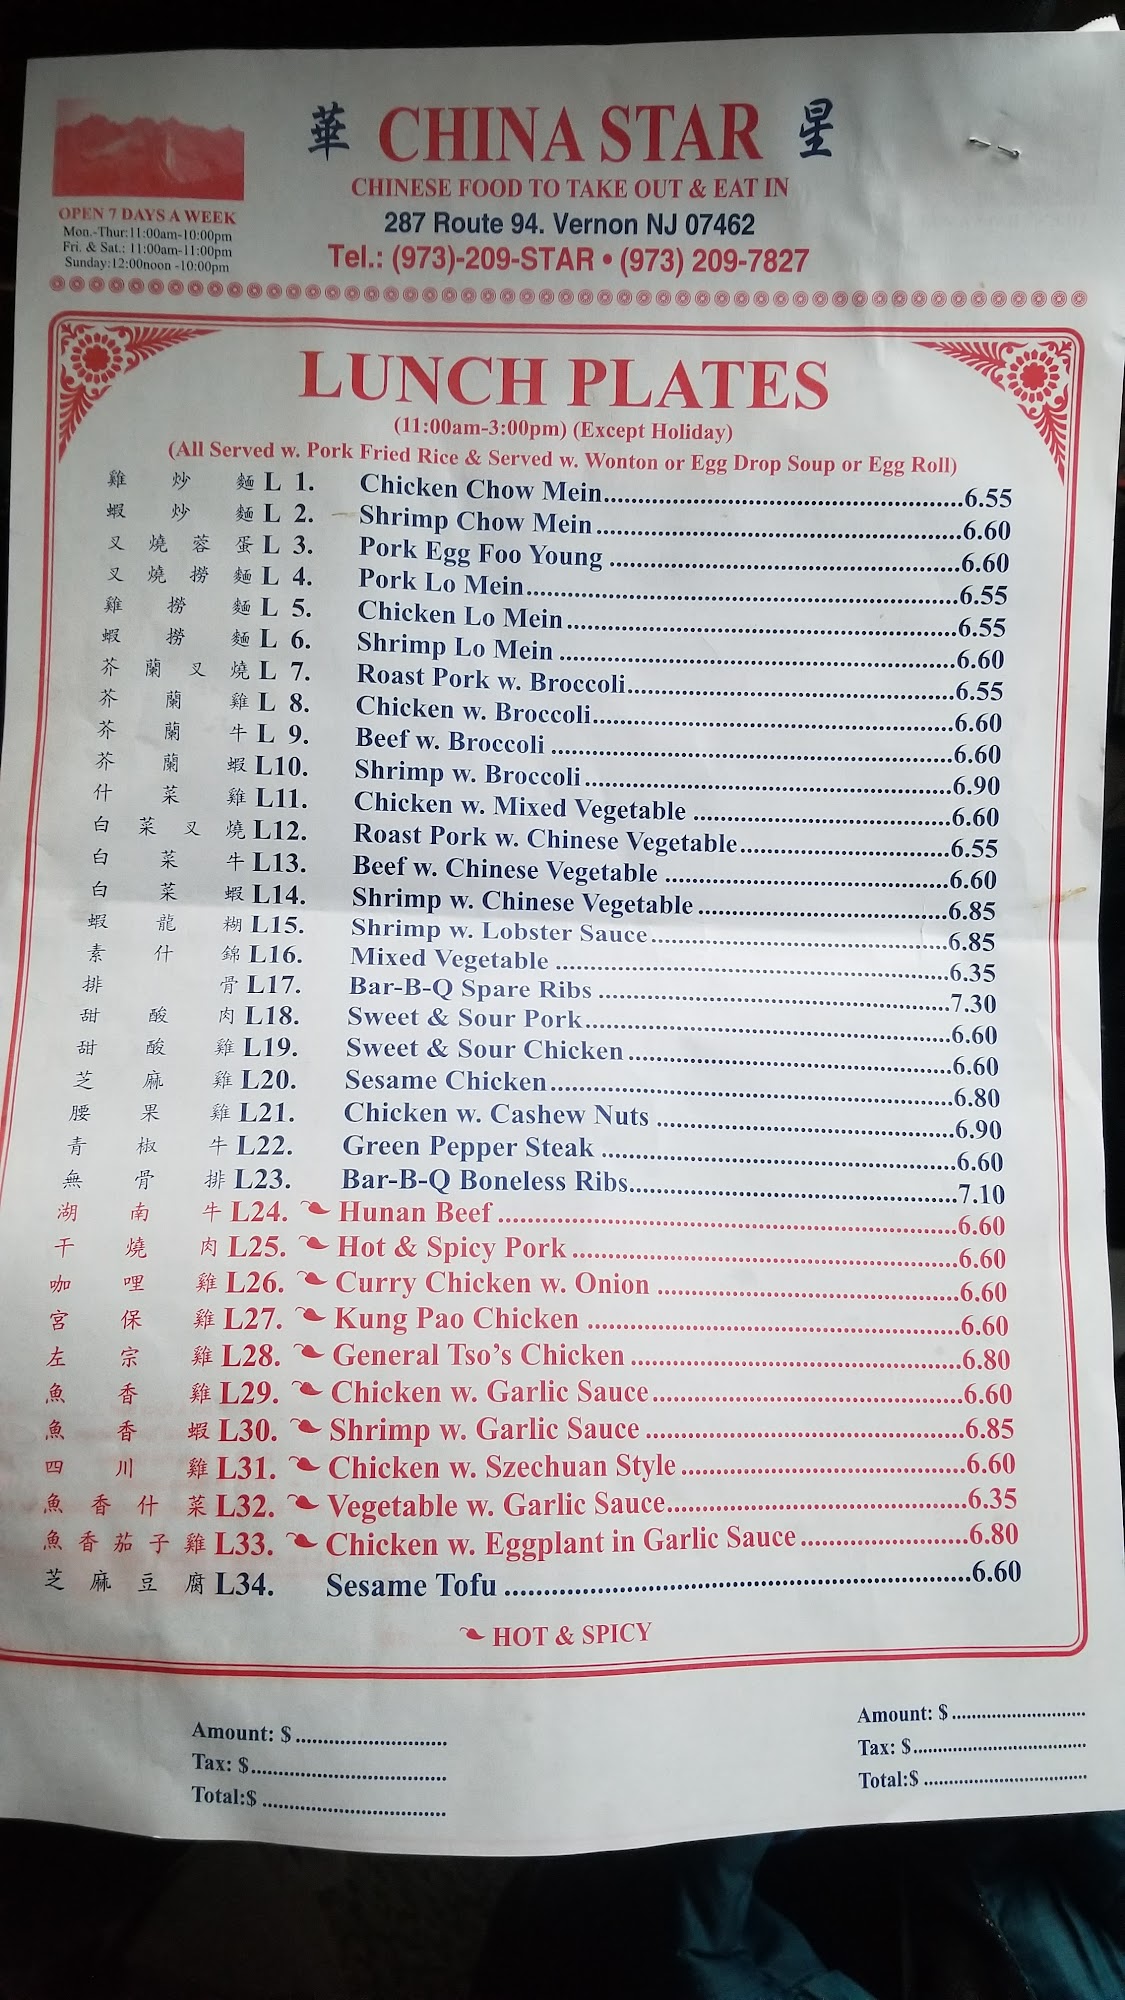 華 CHINA STAR 星
CHINESE FOOD TO TAKE OUT & EAT IN
287 Route 94. Vernon NJ 07462
Tel.: (973)-209-STAR • (973) 209-7827
OPEN 7 DAYS A WEEK
Mon.-Thur:11:00am-10:00pm
Fri. & Sat.: 11:00am-11:00pm
Sunday:12:00noon -10:00pm
LUNCH PLATES
(11:00am-3:00pm) (Except Holiday)
(All Served w. Pork Fried Rice & Served w. Wonton or Egg Drop Soup or Egg Roll)
雞炒麵 L 1. Chicken Chow Mein 6.55
蝦炒麵 L 2. Shrimp Chow Mein 6.60
叉燒蓉蛋 L 3. Pork Egg Foo Young 6.60
叉燒撈麵 L 4. Pork Lo Mein 6.55
雞撈麵 L 5. Chicken Lo Mein 6.55
蝦撈麵 L 6. Shrimp Lo Mein 6.60
芥蘭叉燒 L 7. Roast Pork w. Broccoli 6.55
芥蘭雞 L 8. Chicken w. Broccoli 6.60
芥蘭牛 L 9. Beef w. Broccoli 6.60
芥蘭蝦 L10. Shrimp w. Broccoli 6.90
什菜雞 L11. Chicken w. Mixed Vegetable 6.60
白菜叉燒 L12. Roast Pork w. Chinese Vegetable 6.55
白菜牛 L13. Beef w. Chinese Vegetable 6.60
白菜蝦 L14. Shrimp w. Chinese Vegetable 6.85
蝦龍糊 L15. Shrimp w. Lobster Sauce 6.85
素什錦 L16. Mixed Vegetable 6.35
排骨 L17. Bar-B-Q Spare Ribs 7.30
甜酸肉 L18. Sweet & Sour Pork 6.60
甜酸雞 L19. Sweet & Sour Chicken 6.60
芝麻雞 L20. Sesame Chicken 6.80
腰果雞 L21. Chicken w. Cashew Nuts 6.90
青椒牛 L22. Green Pepper Steak 6.60
無骨排 L23. Bar-B-Q Boneless Ribs 7.10
湖南牛 L24. Hunan Beef 6.60
干燒肉 L25. Hot & Spicy Pork 6.60
咖哩雞 L26. Curry Chicken w. Onion 6.60
宮保雞 L27. Kung Pao Chicken 6.60
左宗雞 L28. General Tso's Chicken 6.80
魚香雞 L29. Chicken w. Garlic Sauce 6.60
魚香蝦 L30. Shrimp w. Garlic Sauce 6.85
四川雞 L31. Chicken w. Szechuan Style 6.60
魚香什菜 L32. Vegetable w. Garlic Sauce 6.35
魚香茄子雞 L33. Chicken w. Eggplant in Garlic Sauce 6.80
芝麻豆腐 L34. Sesame Tofu 6.60
HOT & SPICY
Amount: $
Tax: $
Total:$
Amount: $
Tax: $
Total:$